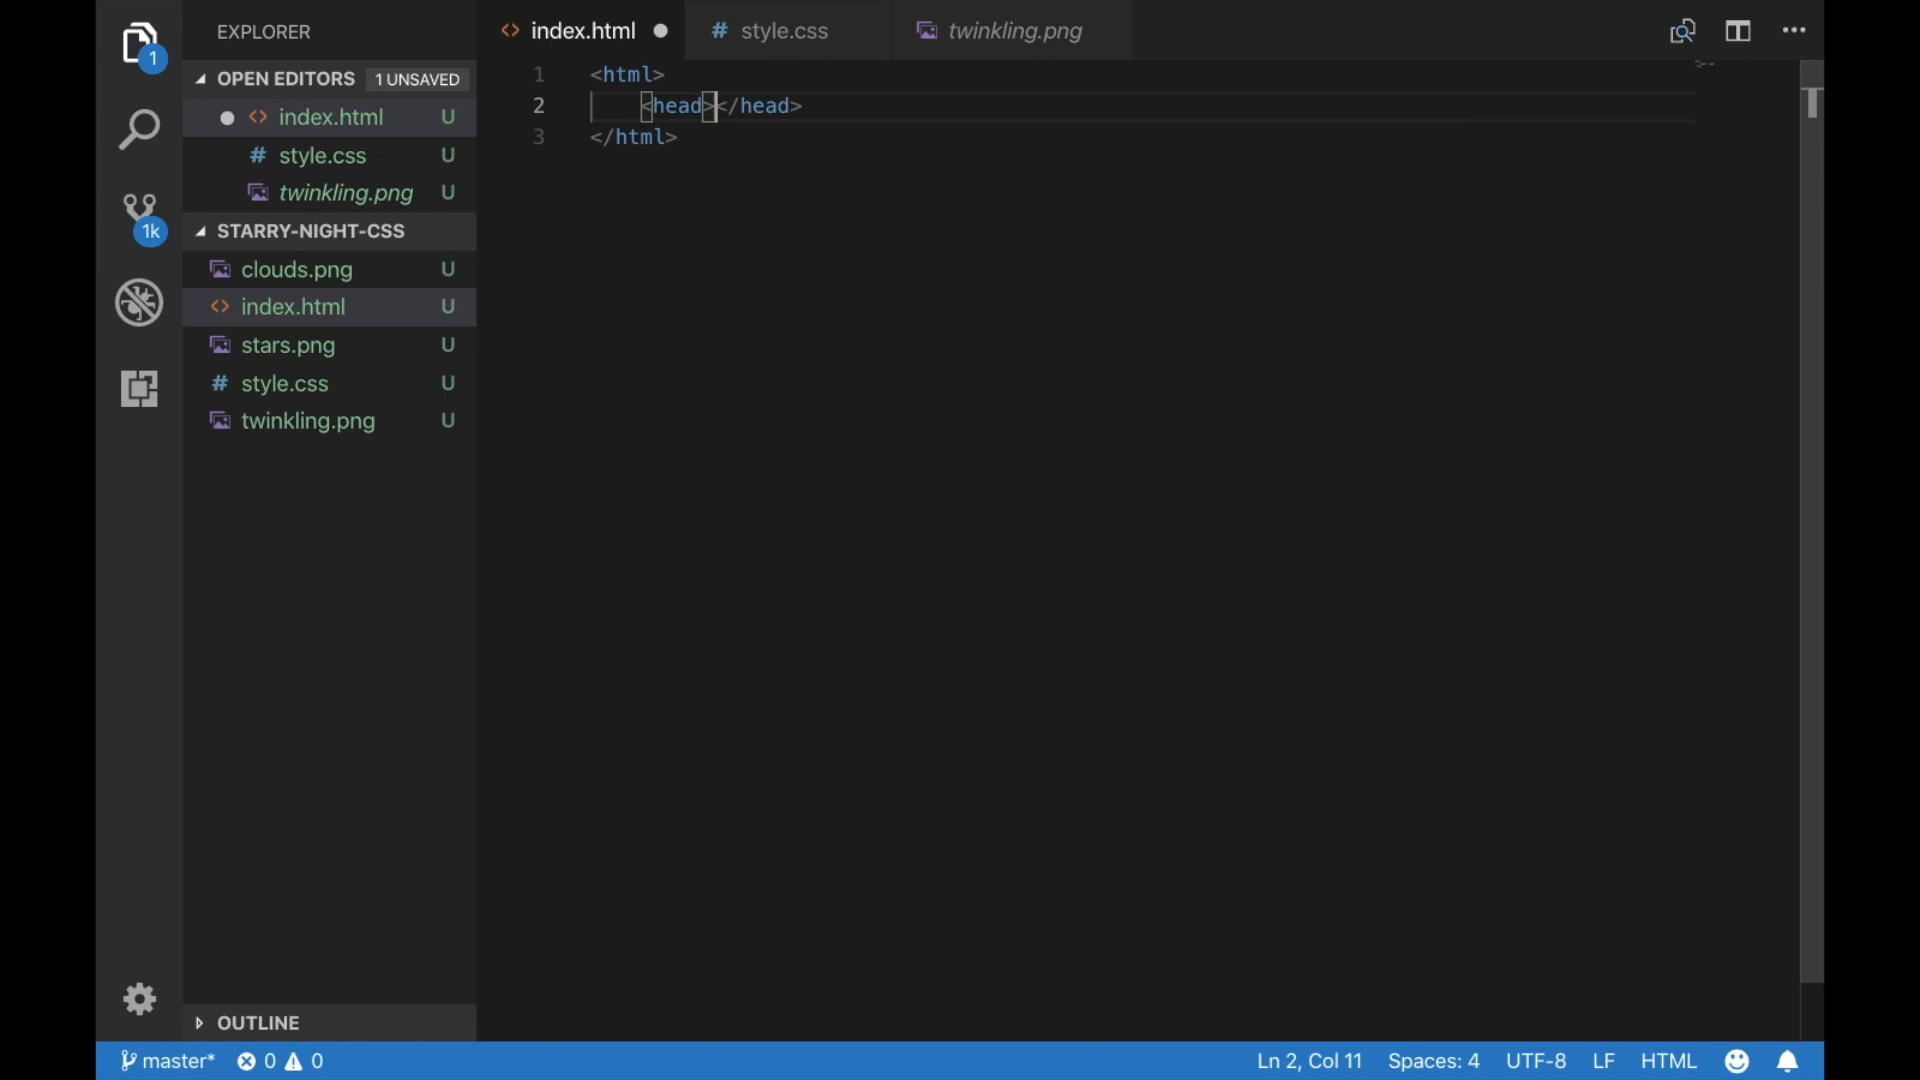 EXPLORER
index.html
style.css
twinkling.png
1
OPEN EDITORS 1 UNSAVED
index.html U
style.css U
twinkling.png U
1k
STARRY-NIGHT-CSS
clouds.png U
index.html U
stars.png U
style.css U
twinkling.png U
OUTLINE
1 <html>
2 <head></head>
3 </html>
master* 0 0 Ln 2, Col 11 Spaces: 4 UTF-8 LF HTML